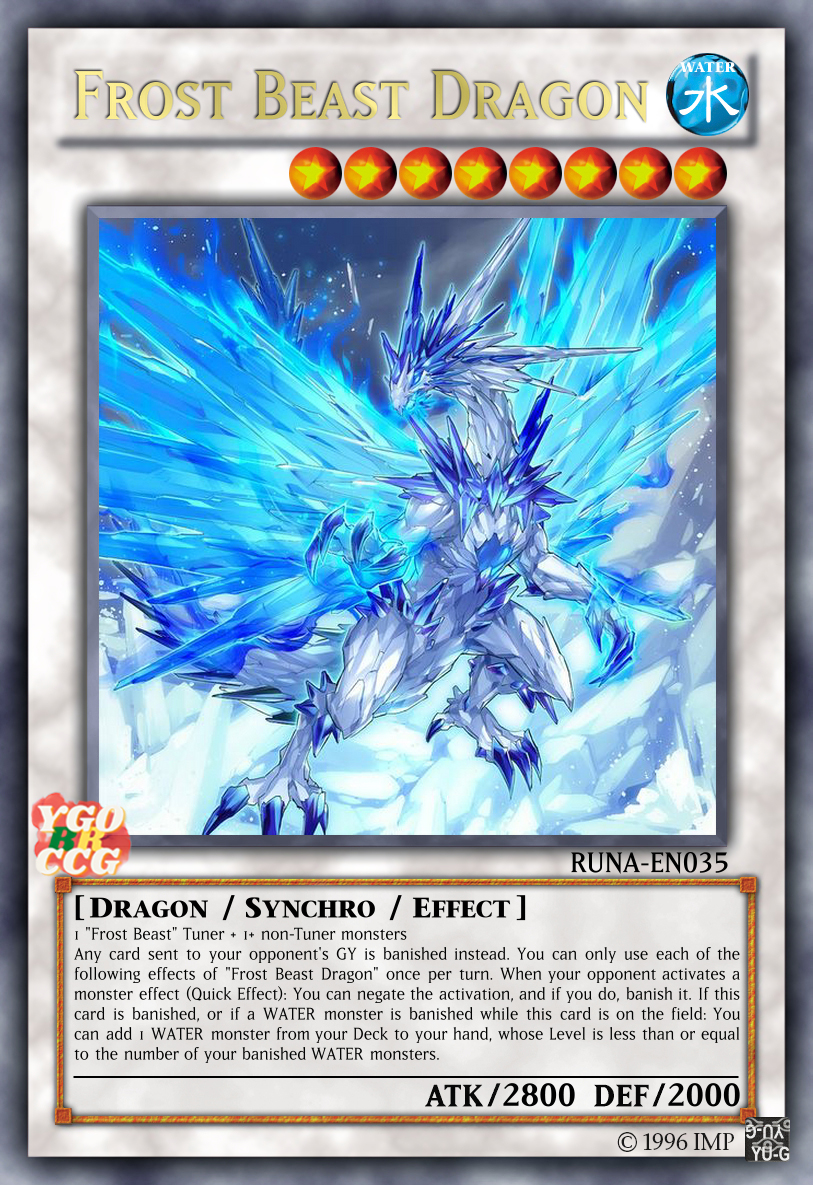 Frost Beast Dragon
WATER
水
YGO
BR
CCG
RUNA-EN035
[ Dragon / Synchro / Effect ]
1 "Frost Beast" Tuner + 1+ non-Tuner monsters
Any card sent to your opponent's GY is banished instead. You can only use each of the
following effects of "Frost Beast Dragon" once per turn. When your opponent activates a
monster effect (Quick Effect): You can negate the activation, and if you do, banish it. If this
card is banished, or if a WATER monster is banished while this card is on the field: You
can add 1 WATER monster from your Deck to your hand, whose Level is less than or equal
to the number of your banished WATER monsters.
ATK/2800 DEF/2000
© 1996 IMP
YU-G